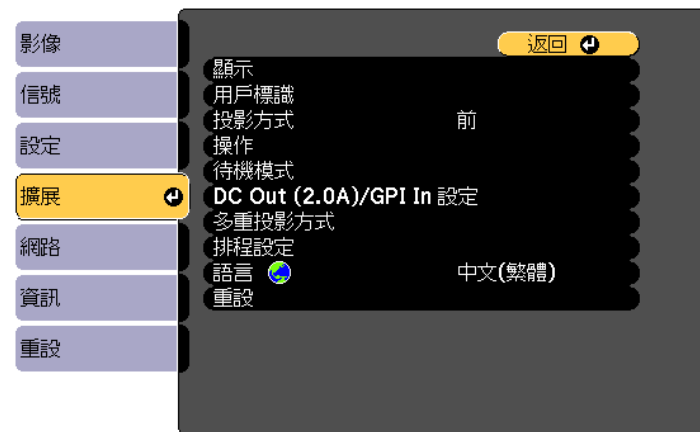 影像
信號
設定
擴展
網路
資訊
重設
返回
顯示
用戶標識
投影方式 前
操作
待機模式
DC Out (2.0A)/GPI In 設定
多重投影方式
排程設定
語言 中文(繁體)
重設